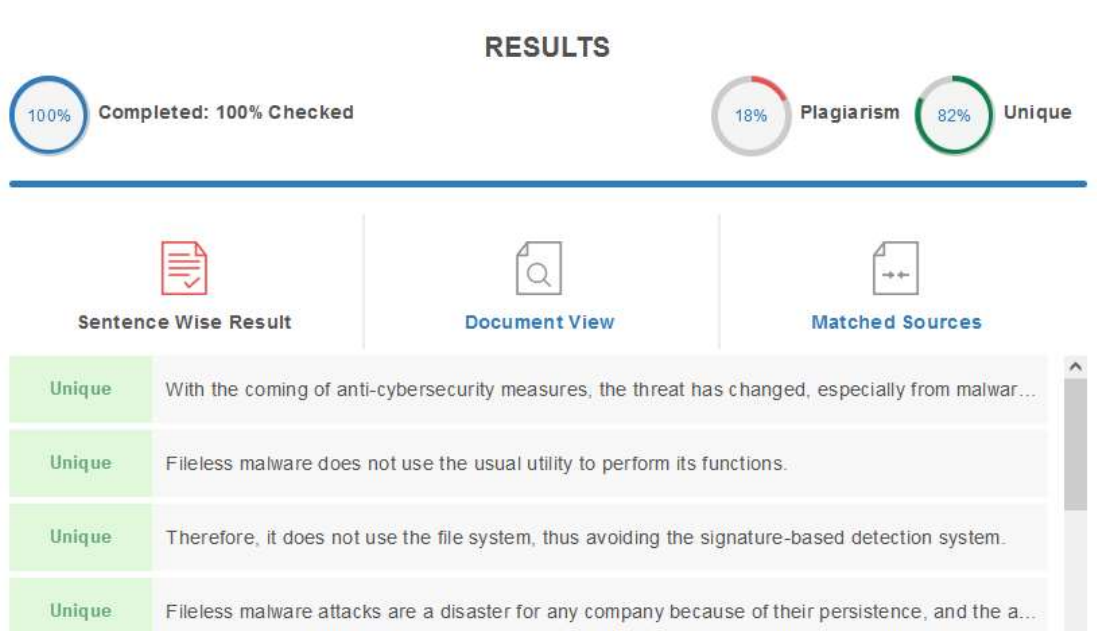 RESULTS
100% Completed: 100% Checked 18% Plagiarism 82% Unique
Sentence Wise Result Document View Matched Sources
Unique With the coming of anti-cybersecurity measures, the threat has changed, especially from malwar...
Unique Fileless malware does not use the usual utility to perform its functions.
Unique Therefore, it does not use the file system, thus avoiding the signature-based detection system.
Unique Fileless malware attacks are a disaster for any company because of their persistence, and the a...